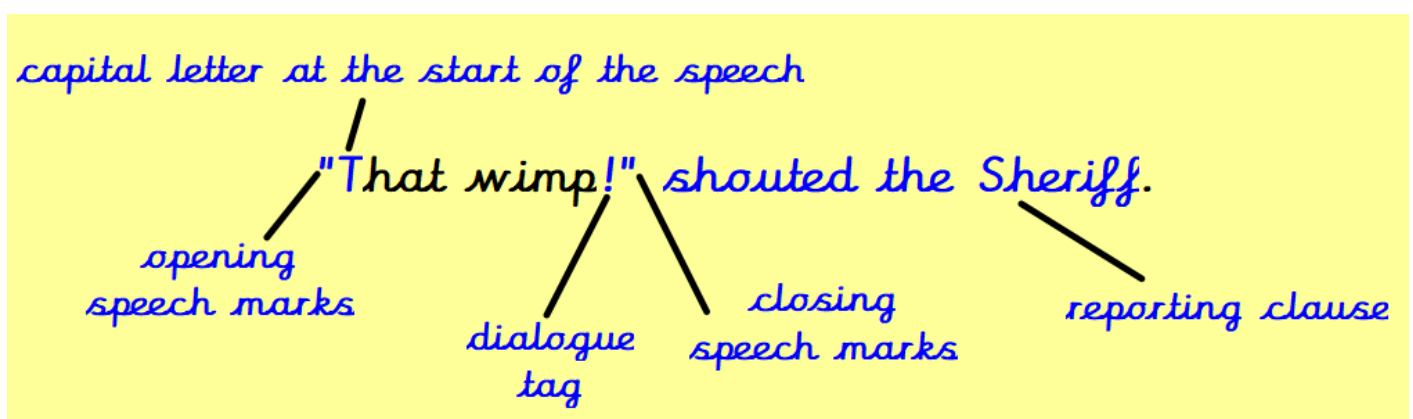 capital letter at the start of the speech
"That wimp!" shouted the Sheriff.
opening
speech marks
dialogue
tag
closing
speech marks
reporting clause